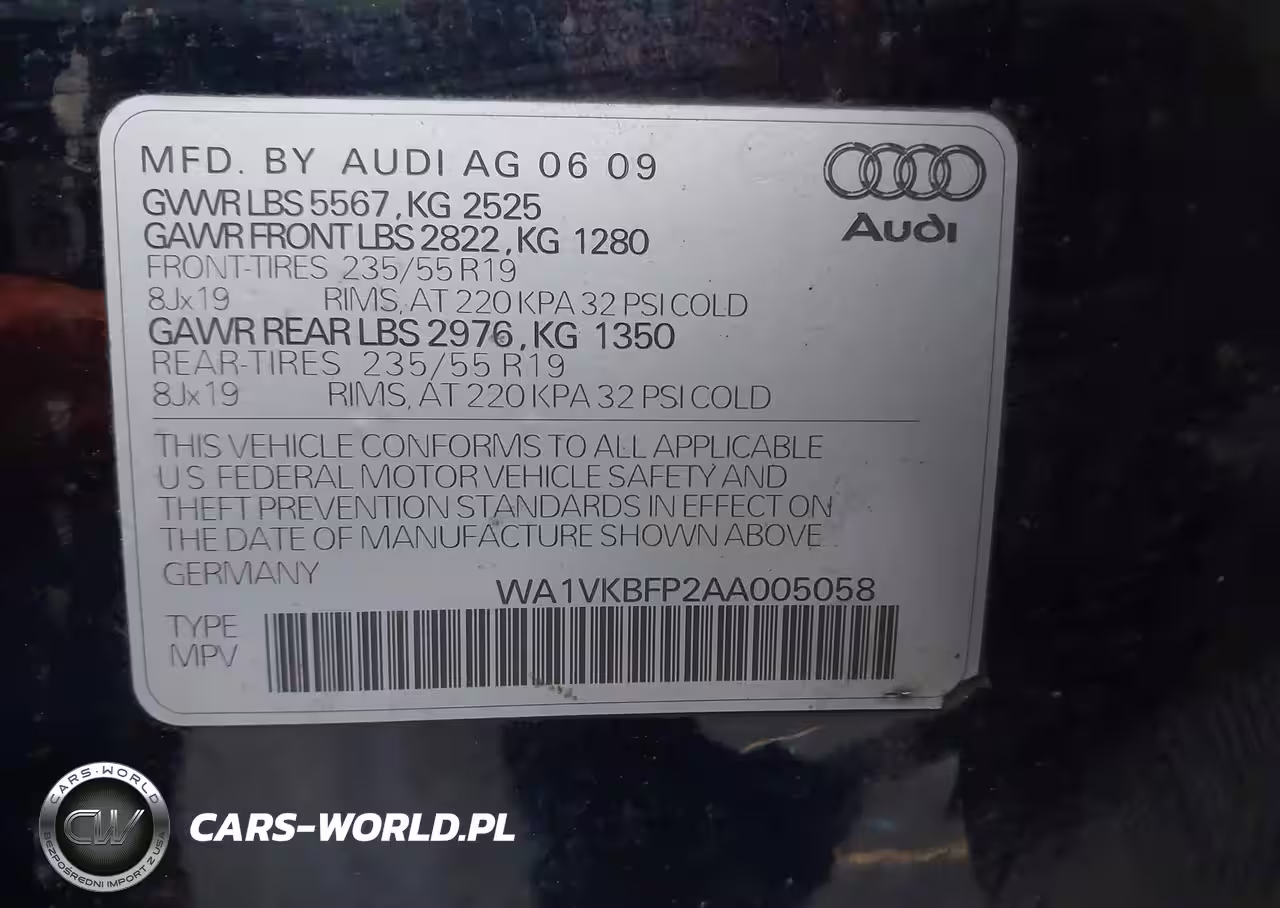 MFD. BY AUDI AG 06 09
GVWR LBS 5567, KG 2525
GAWR FRONT LBS 2822, KG 1280
FRONT-TIRES 235/55 R19
8Jx19 RIMS, AT 220 KPA 32 PSI COLD
GAWR REAR LBS 2976, KG 1350
REAR-TIRES 235/55 R19
8Jx19 RIMS, AT 220 KPA 32 PSI COLD
Audi
THIS VEHICLE CONFORMS TO ALL APPLICABLE
U S FEDERAL MOTOR VEHICLE SAFETY AND
THEFT PREVENTION STANDARDS IN EFFECT ON
THE DATE OF MANUFACTURE SHOWN ABOVE.
GERMANY
WA1VKBFP2AA005058
TYPE
MPV
CARS-WORLD
CW
BEZPOŚREDNI IMPORT Z USA
CARS-WORLD.PL